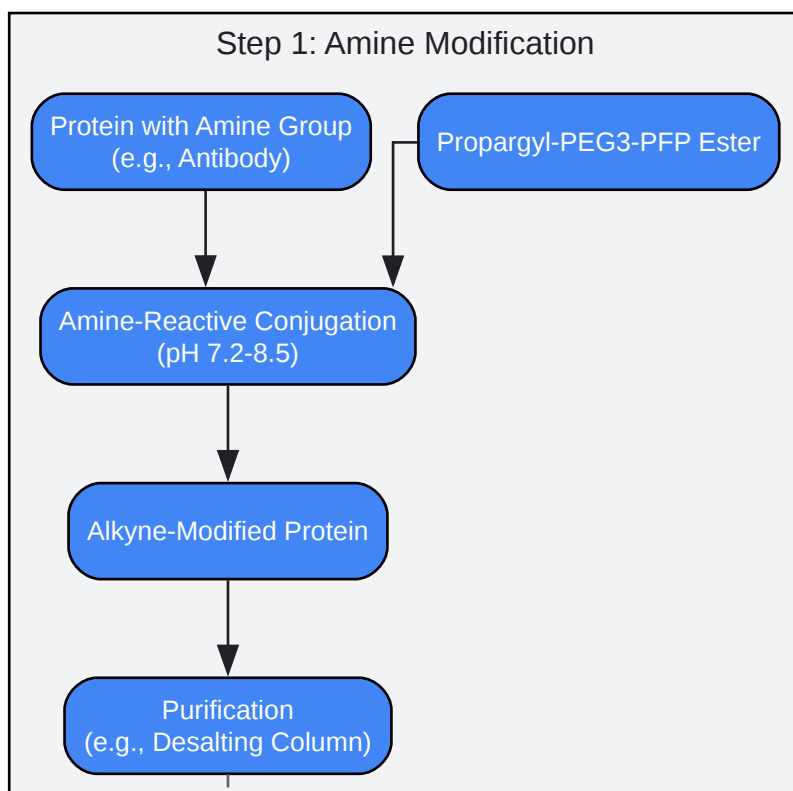 Step 1: Amine Modification
Protein with Amine Group
(e.g., Antibody)
Propargyl-PEG3-PFP Ester
Amine-Reactive Conjugation
(pH 7.2-8.5)
Alkyne-Modified Protein
Purification
(e.g., Desalting Column)